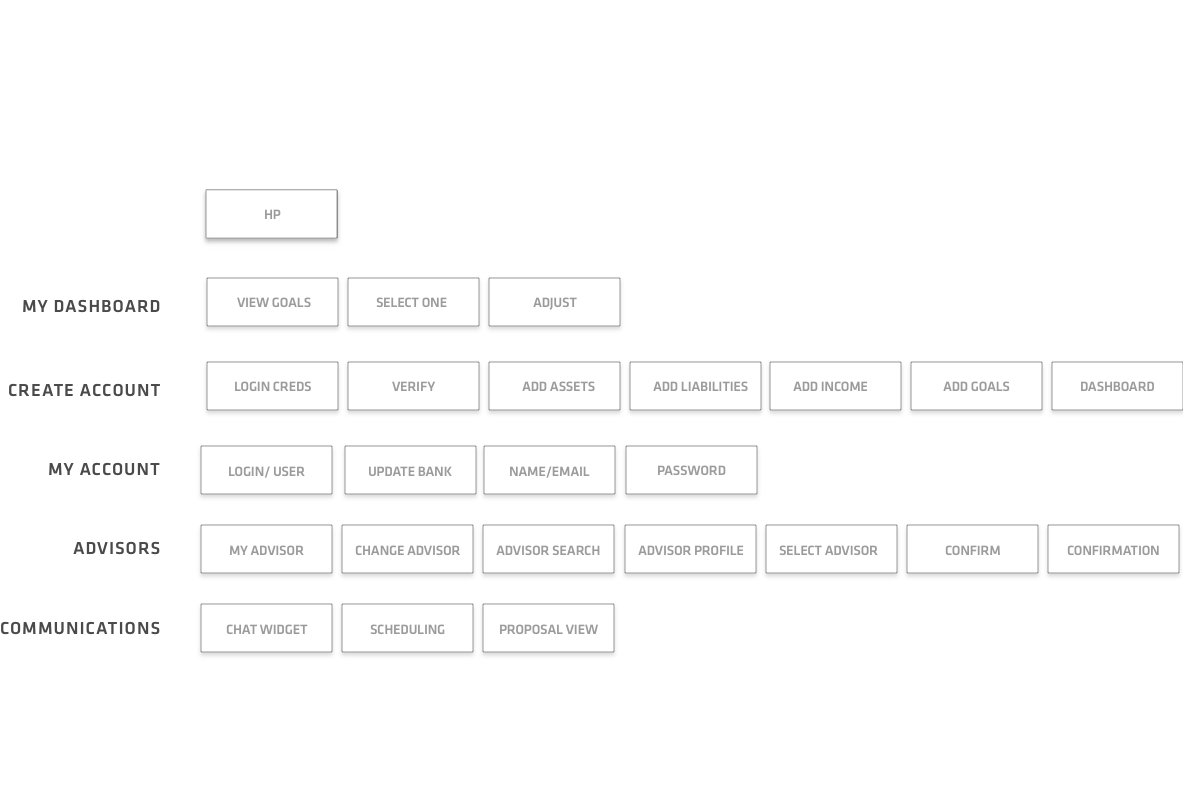 HP
MY DASHBOARD VIEW GOALS SELECT ONE ADJUST
CREATE ACCOUNT LOGIN CREDS VERIFY ADD ASSETS ADD LIABILITIES ADD INCOME ADD GOALS DASHBOARD
MY ACCOUNT LOGIN/ USER UPDATE BANK NAME/EMAIL PASSWORD
ADVISORS MY ADVISOR CHANGE ADVISOR ADVISOR SEARCH ADVISOR PROFILE SELECT ADVISOR CONFIRM CONFIRMATION
COMMUNICATIONS CHAT WIDGET SCHEDULING PROPOSAL VIEW